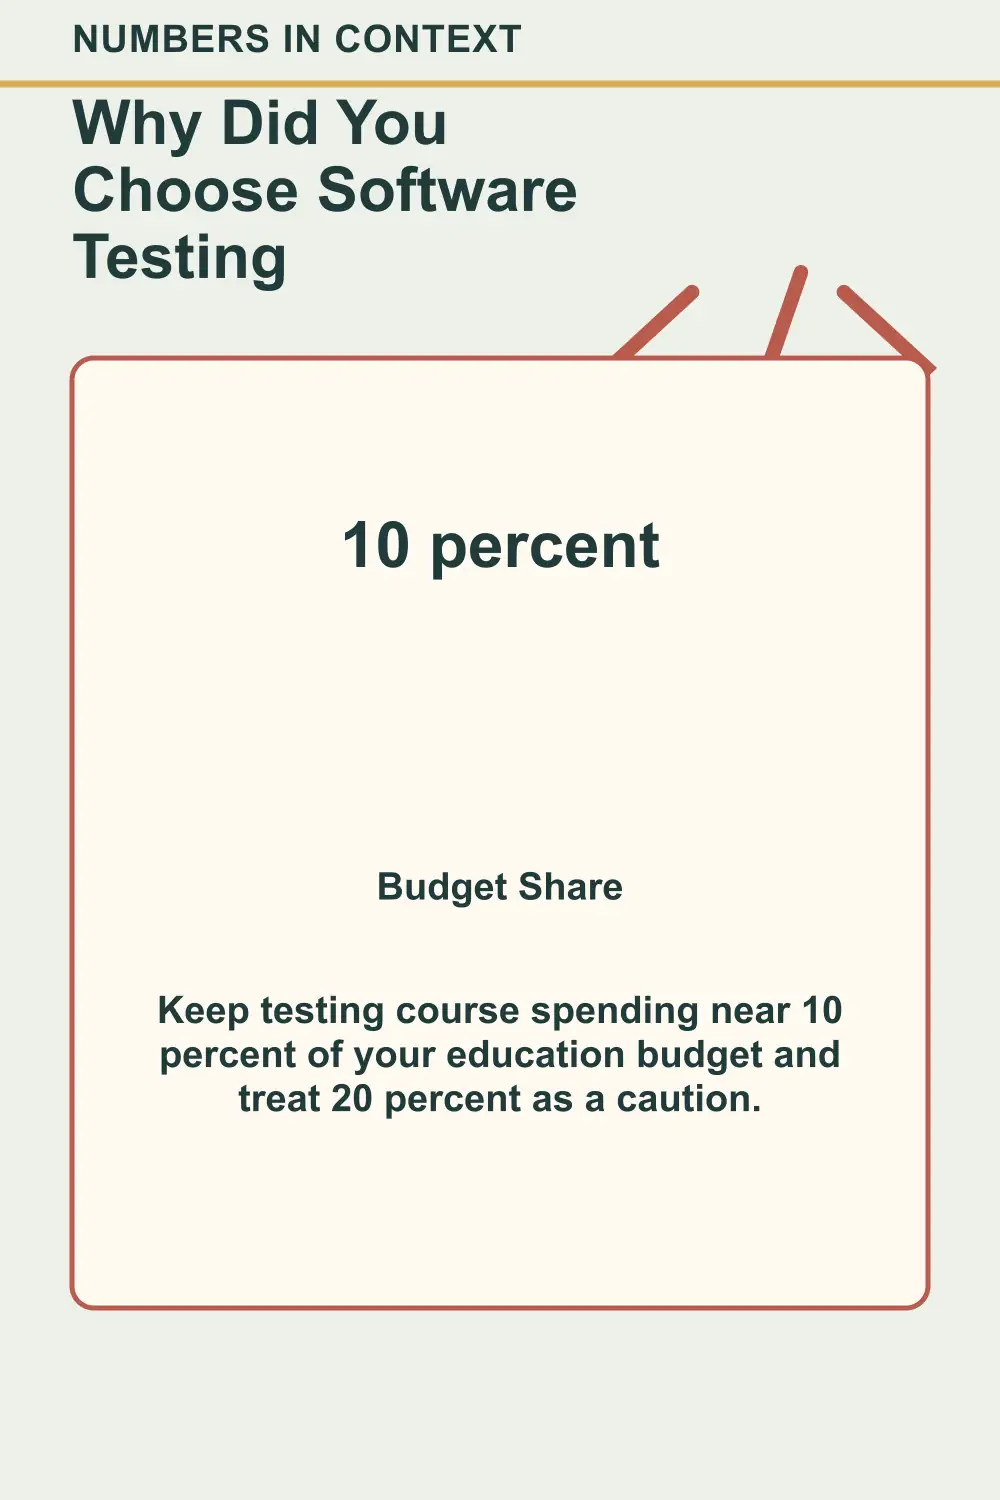 NUMBERS IN CONTEXT
Why Did You
Choose Software
Testing
10 percent
Budget Share
Keep testing course spending near 10
percent of your education budget and
treat 20 percent as a caution.